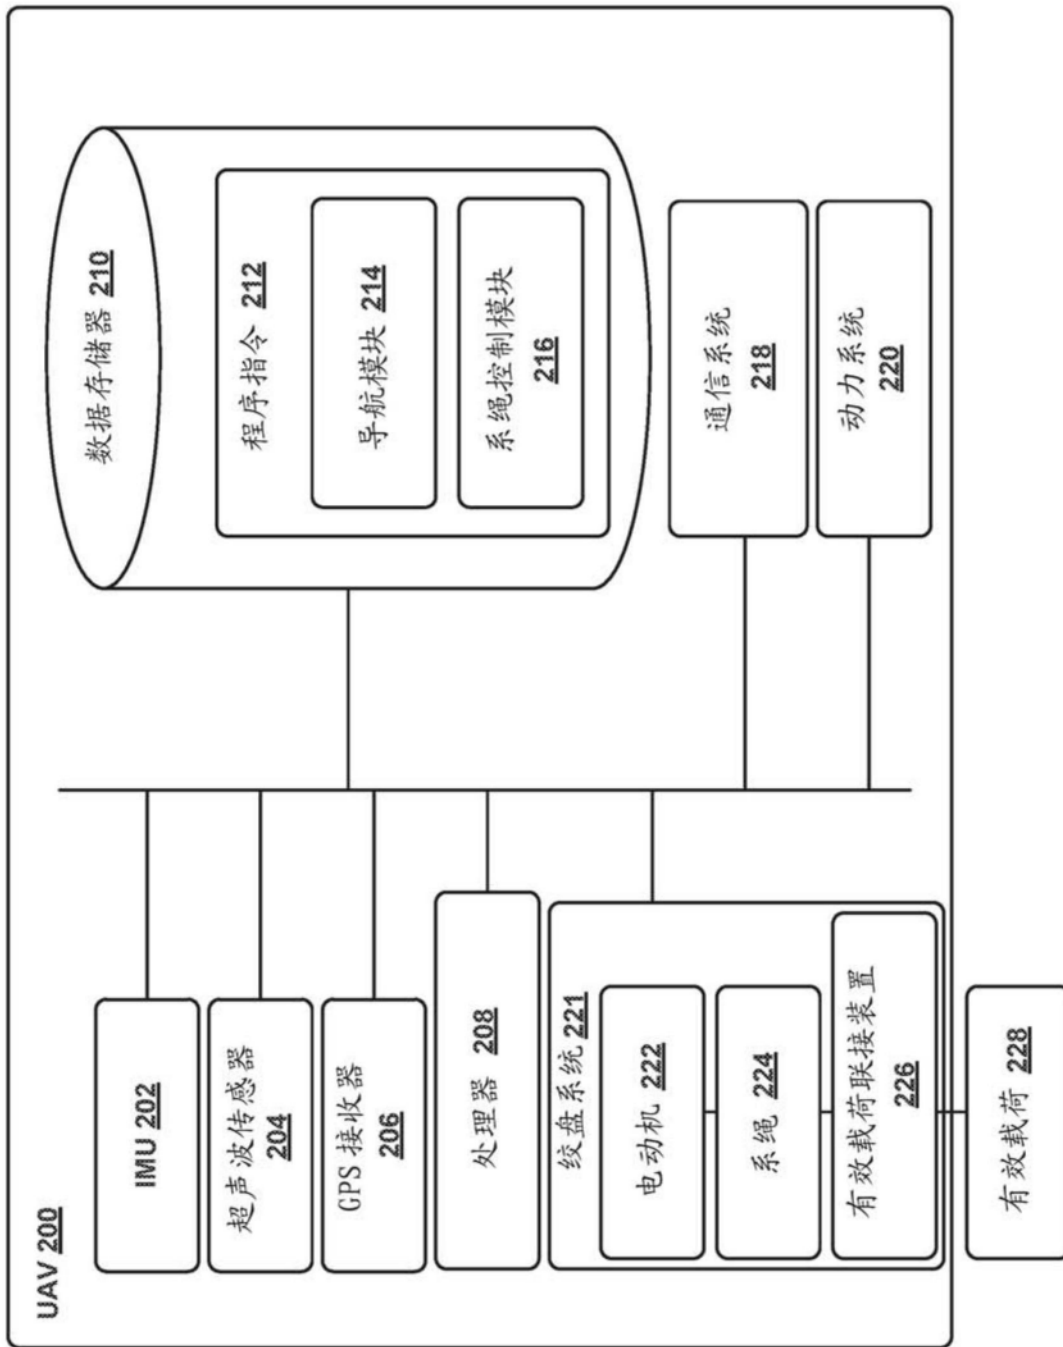 UAV 200
IMU 202
超声波传感器
204
GPS 接收器
206
处理器 208
绞盘系统 221
电动机 222
系绳 224
有效载荷联接装置
226
有效载荷 228
数据存储器 210
程序指令 212
导航模块 214
系绳控制模块
216
通信系统
218
动力系统
220